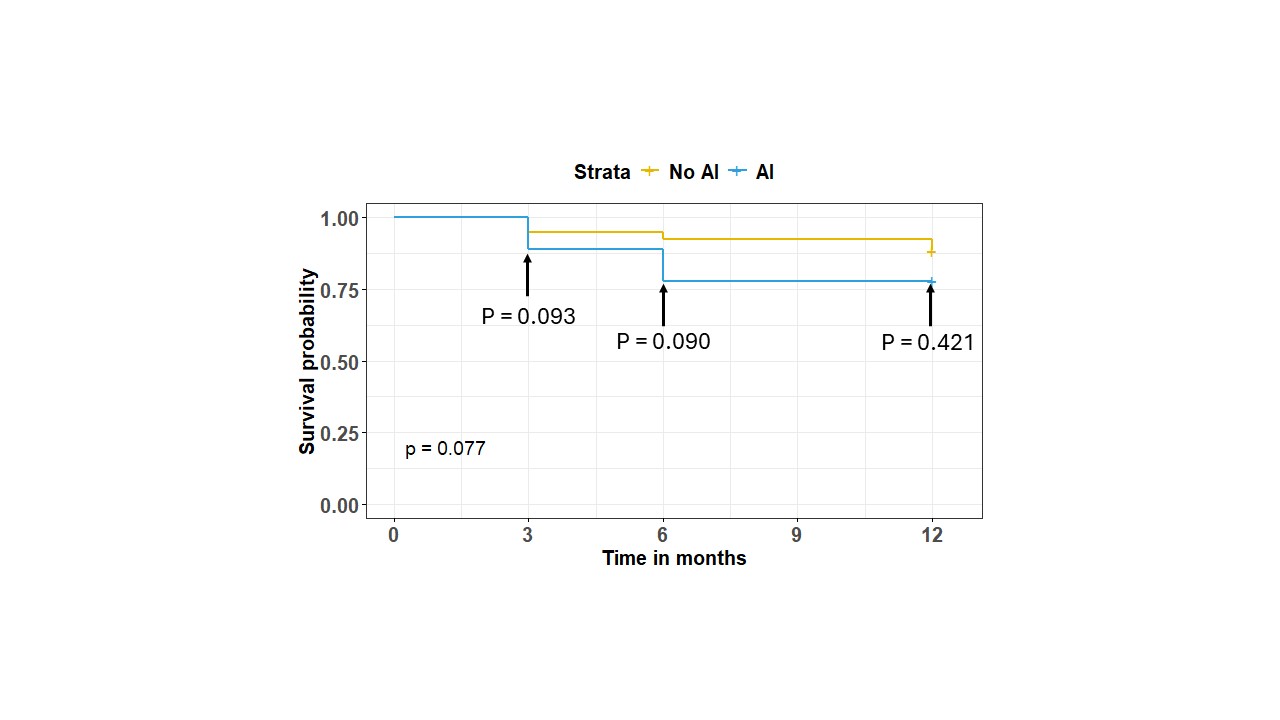 Strata No AI AI
1.00
0.75
0.50
0.25
0.00
Survival probability
P = 0.093
P = 0.090
P = 0.421
p = 0.077
0 3 6 9 12
Time in months